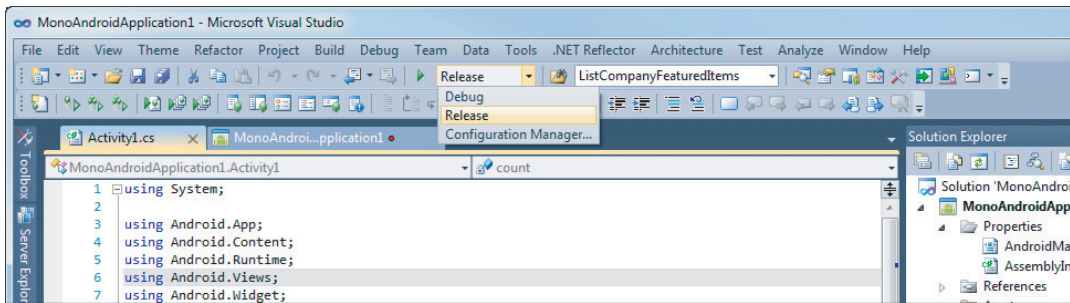 MonoAndroidApplication1 - Microsoft Visual Studio
File Edit View Theme Refactor Project Build Debug Team Data Tools .NET Reflector Architecture Test Analyze Window Help
Release ListCompanyFeaturedItems
Debug
Release
Configuration Manager...
Activity1.cs MonoAndroi...pplication1
Solution Explorer
Toolbox
Server Explor
MonoAndroidApplication1.Activity1 count
1 using System;
2
3 using Android.App;
4 using Android.Content;
5 using Android.Runtime;
6 using Android.Views;
7 using Android.Widget;
Solution 'MonoAndroi
MonoAndroidApp
Properties
AndroidMa
AssemblyIn
References